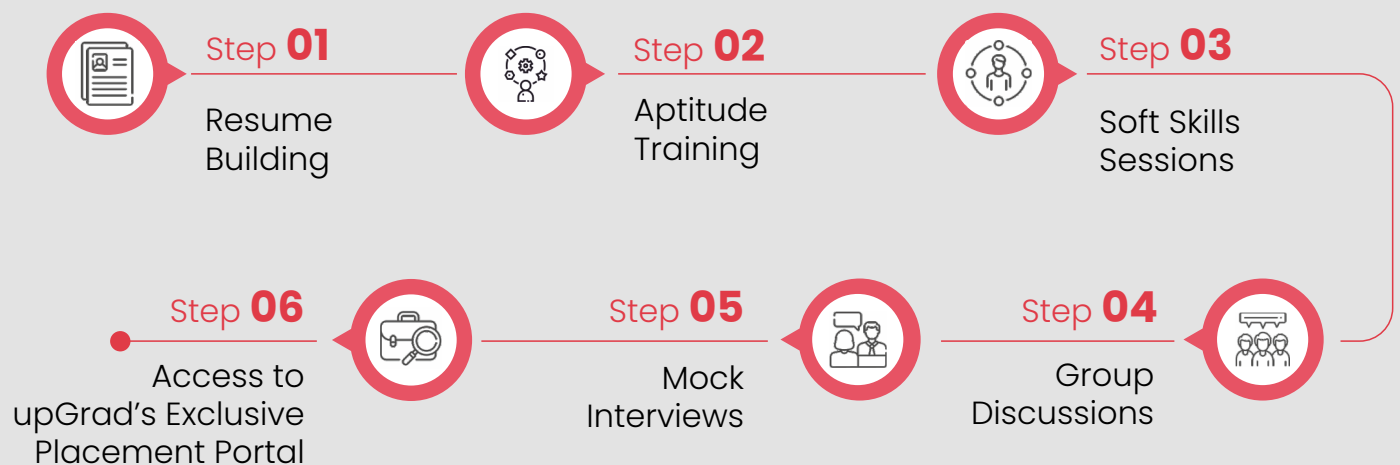 Step 01
Resume
Building
Step 02
Aptitude
Training
Step 03
Soft Skills
Sessions
Step 04
Group
Discussions
Step 05
Mock
Interviews
Step 06
Access to
upGrad's Exclusive
Placement Portal